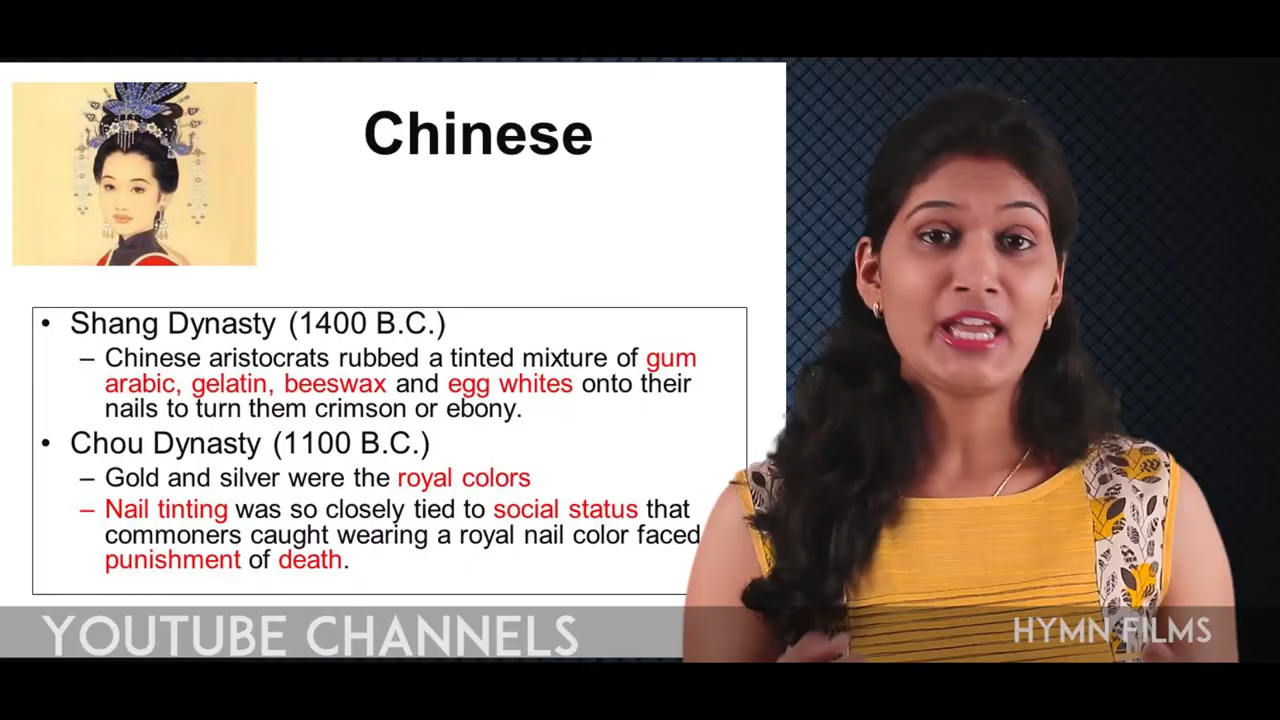 Chinese
• Shang Dynasty (1400 B.C.)
– Chinese aristocrats rubbed a tinted mixture of gum
arabic, gelatin, beeswax and egg whites onto their
nails to turn them crimson or ebony.
• Chou Dynasty (1100 B.C.)
– Gold and silver were the royal colors
– Nail tinting was so closely tied to social status that
commoners caught wearing a royal nail color faced
punishment of death.
YOUTUBE CHANNELS
HYMN FILMS